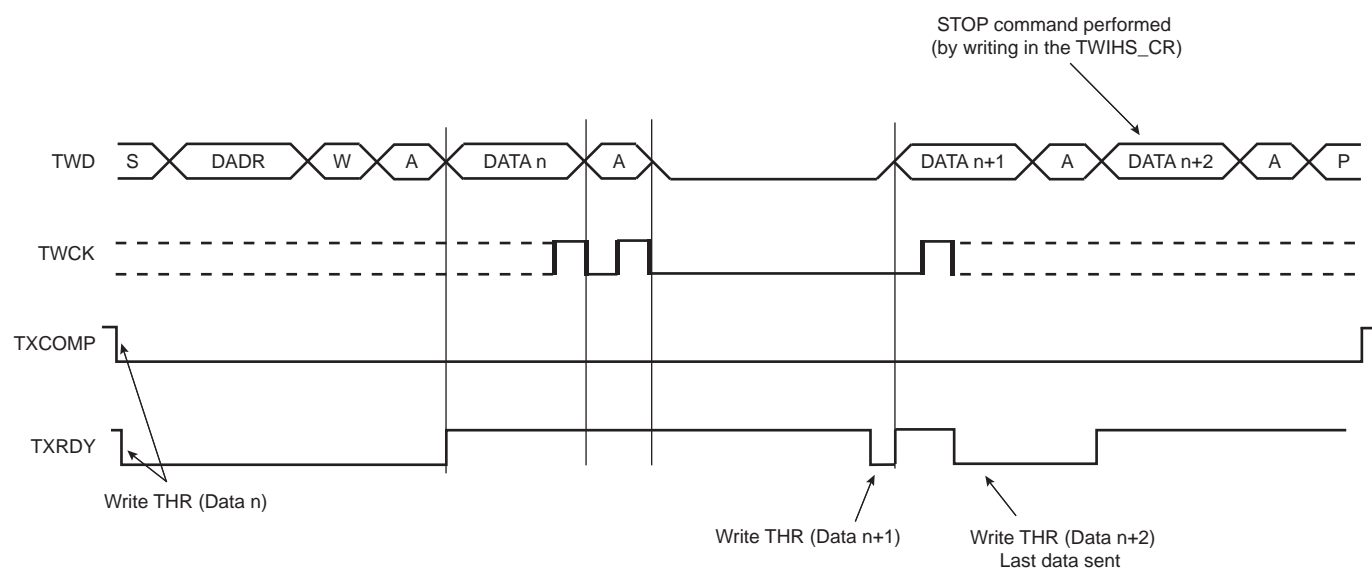 STOP command performed
(by writing in the TWIHS_CR)
TWD S DADR W A DATA n A DATA n+1 A DATA n+2 A P
TWCK
TXCOMP
TXRDY
Write THR (Data n)
Write THR (Data n+1)
Write THR (Data n+2)
Last data sent